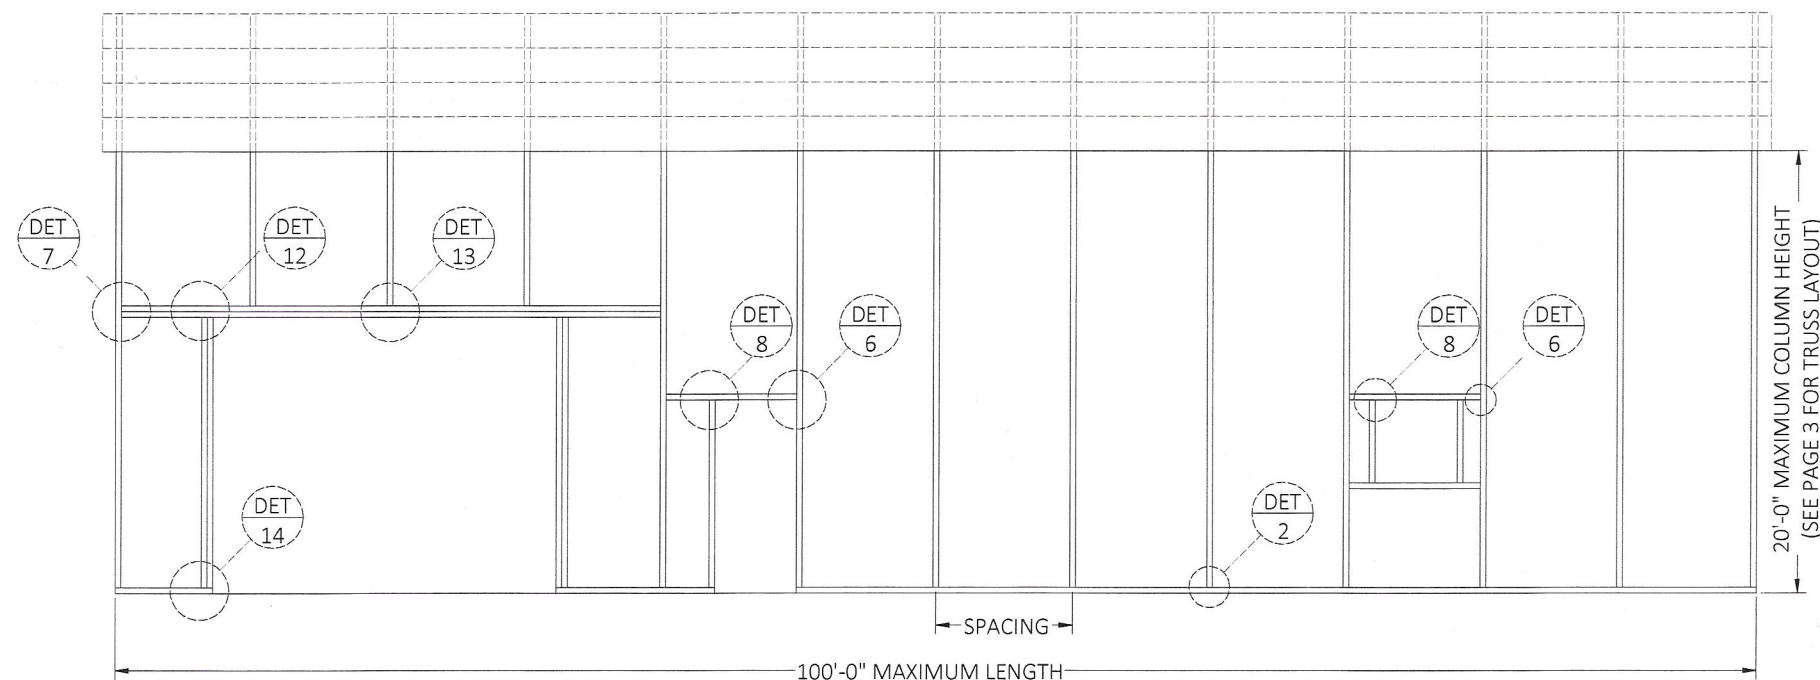 DET
7
DET
12
DET
13
DET
8
DET
6
DET
8
DET
6
DET
14
DET
2
20'-0" MAXIMUM COLUMN HEIGHT
(SEE PAGE 3 FOR TRUSS LAYOUT)
SPACING
100'-0" MAXIMUM LENGTH